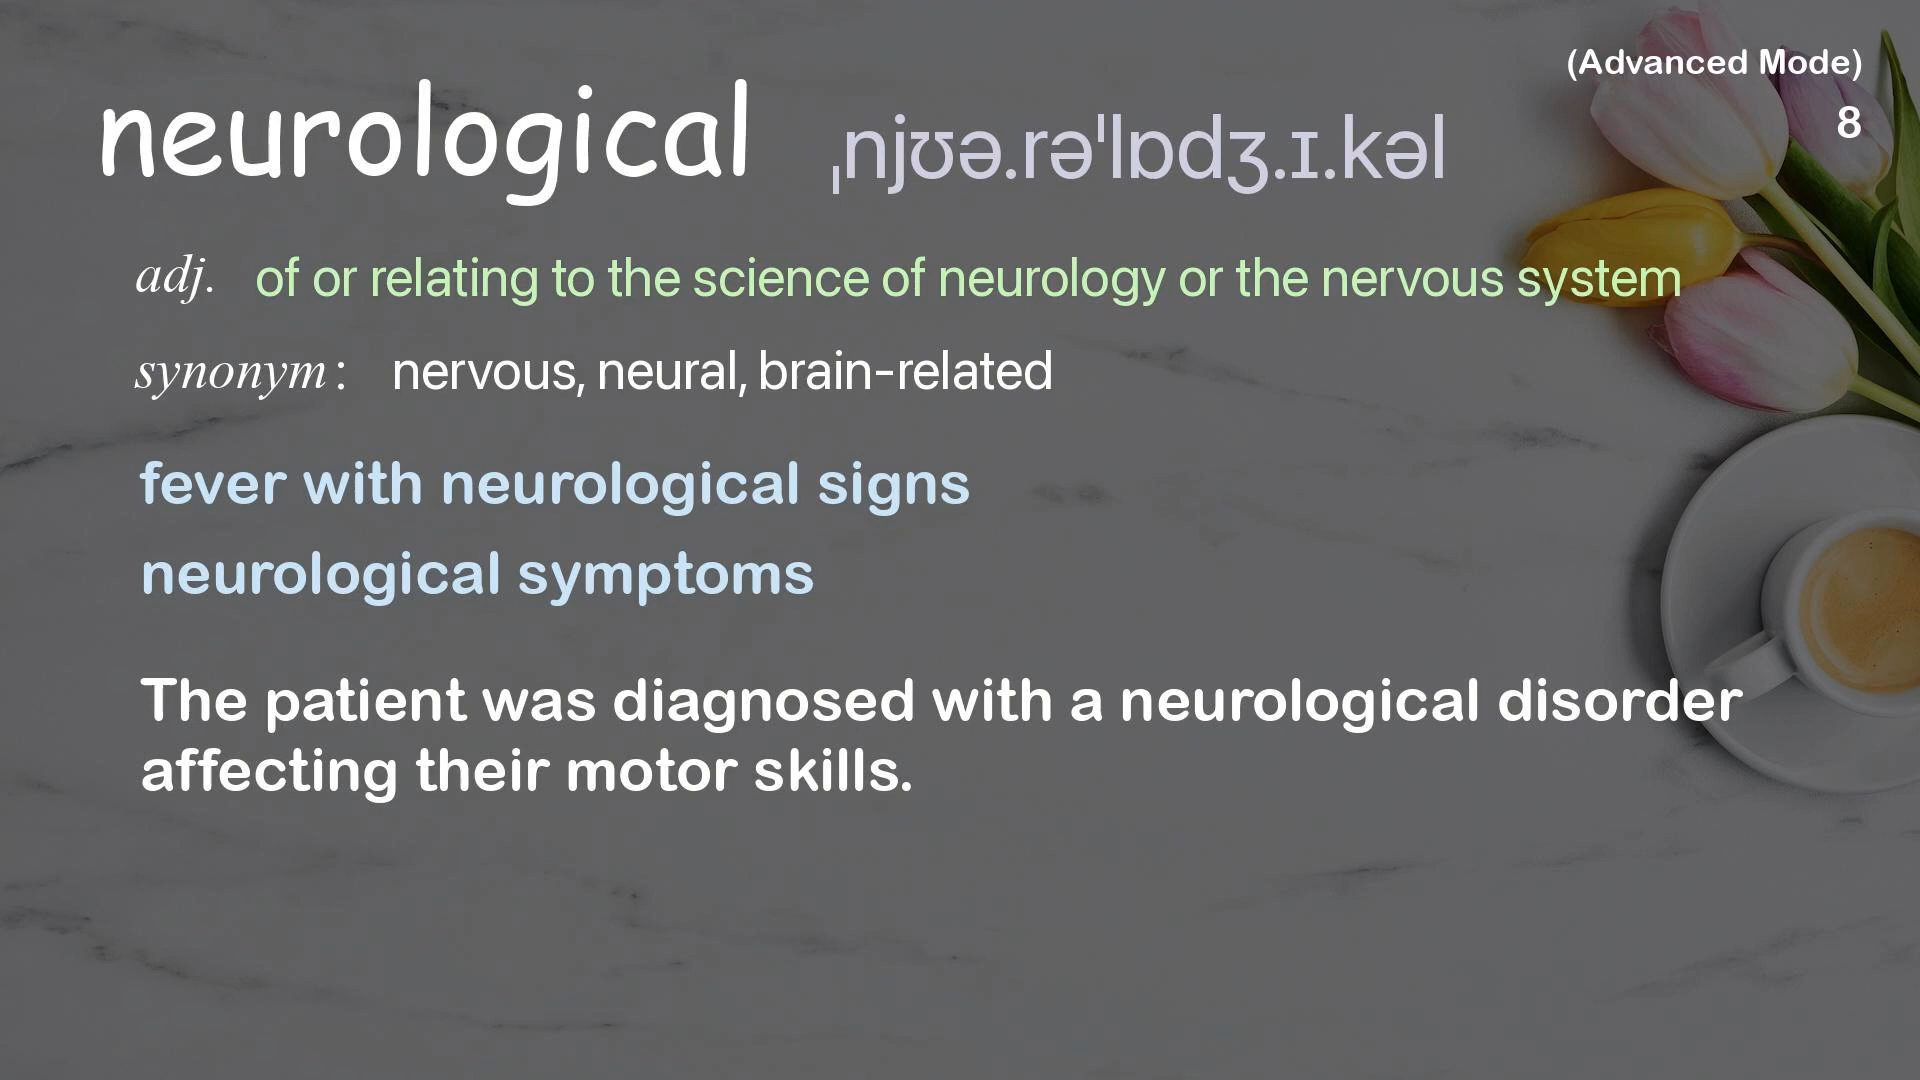 (Advanced Mode)
8
neurological ˌnjʊə.rəˈlɒdʒ.ɪ.kəl
adj. of or relating to the science of neurology or the nervous system
synonym : nervous, neural, brain-related
fever with neurological signs
neurological symptoms
The patient was diagnosed with a neurological disorder
affecting their motor skills.